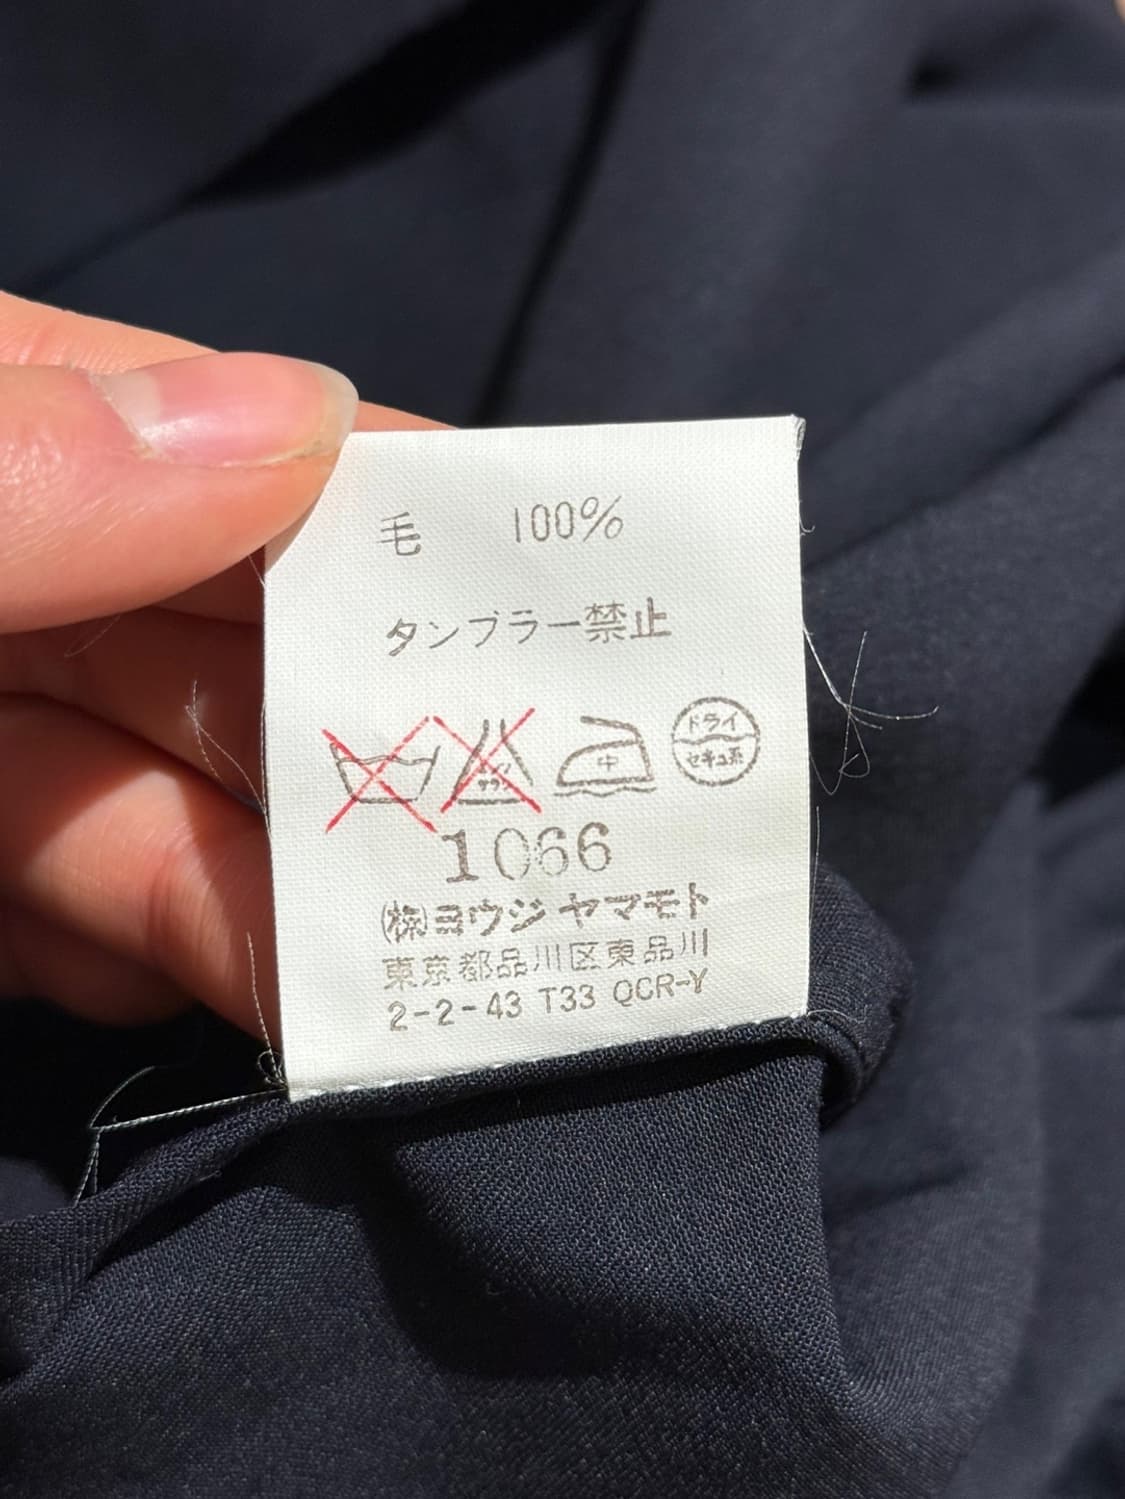 毛 100%
タンブラー禁止
中
ドライ
セキュ系
1066
㈱ヨウジ ヤマモト
東京都品川区東品川
2-2-43 T33 QCR-Y